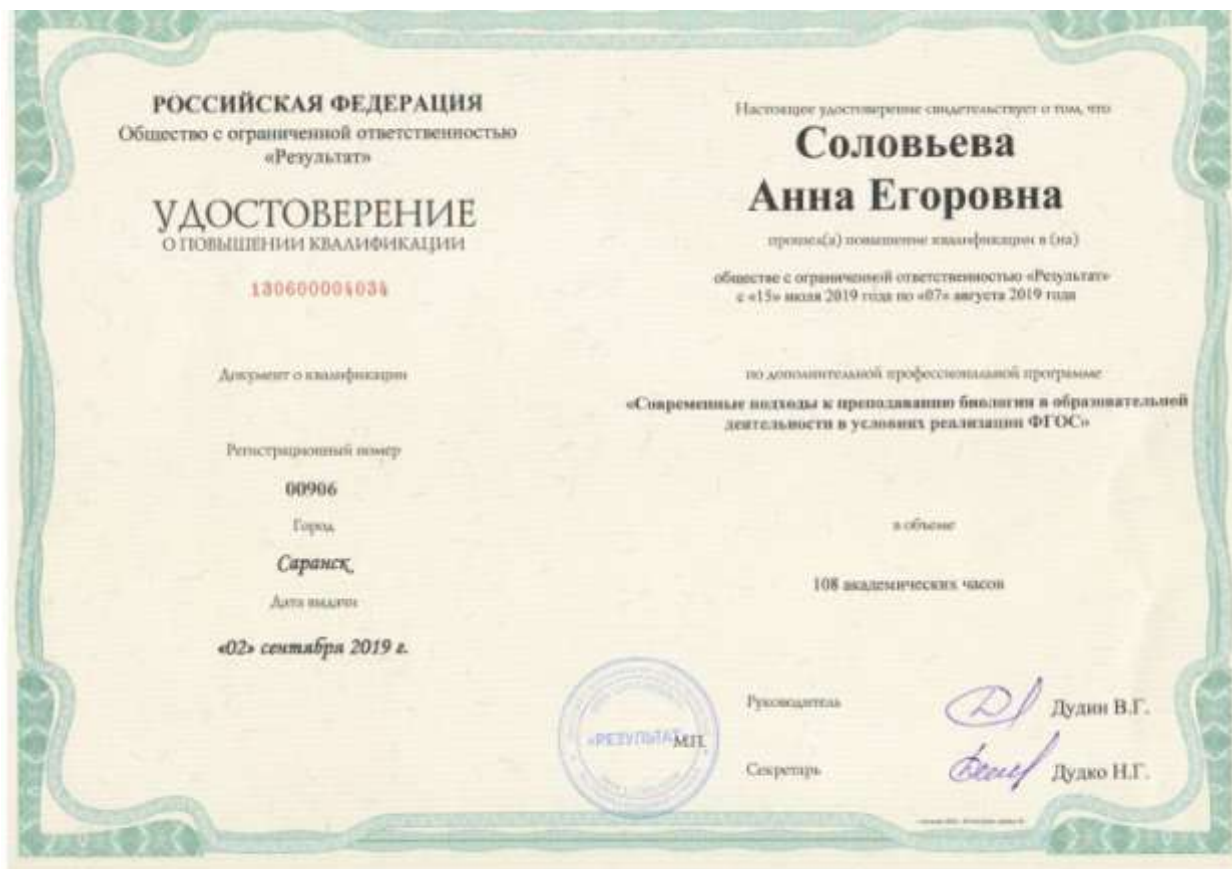 РОССИЙСКАЯ ФЕДЕРАЦИЯ
Общество с ограниченной ответственностью
«Результат»
УДОСТОВЕРЕНИЕ
О ПОВЫШЕНИИ КВАЛИФИКАЦИИ
130600004034
Документ о квалификации
Регистрационный номер
00906
Город
Саранск
Дата выдачи
«02» сентября 2019 г.
Настоящее удостоверение свидетельствует о том, что
Соловьева
Анна Егоровна
прошел(а) повышение квалификации в (на)
обществе с ограниченной ответственностью «Результат»
с «15» июля 2019 года по «07» августа 2019 года
по дополнительной профессиональной программе
«Современные подходы к преподаванию биологии в образовательной
деятельности в условиях реализации ФГОС»
в объеме
108 академических часов
«РЕЗУЛЬТАТ»
М.П.
Руководитель
Дудин В.Г.
Секретарь
Дудко Н.Г.